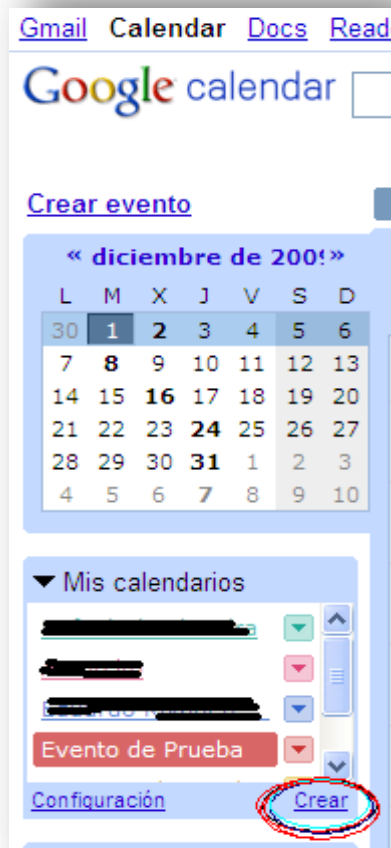 Gmail Calendar Docs Read
Google calendar
Crear evento
« diciembre de 200 »
L M X J V S D
30 1 2 3 4 5 6
7 8 9 10 11 12 13
14 15 16 17 18 19 20
21 22 23 24 25 26 27
28 29 30 31 1 2 3
4 5 6 7 8 9 10
Mis calendarios
Evento de Prueba
Configuración Crear